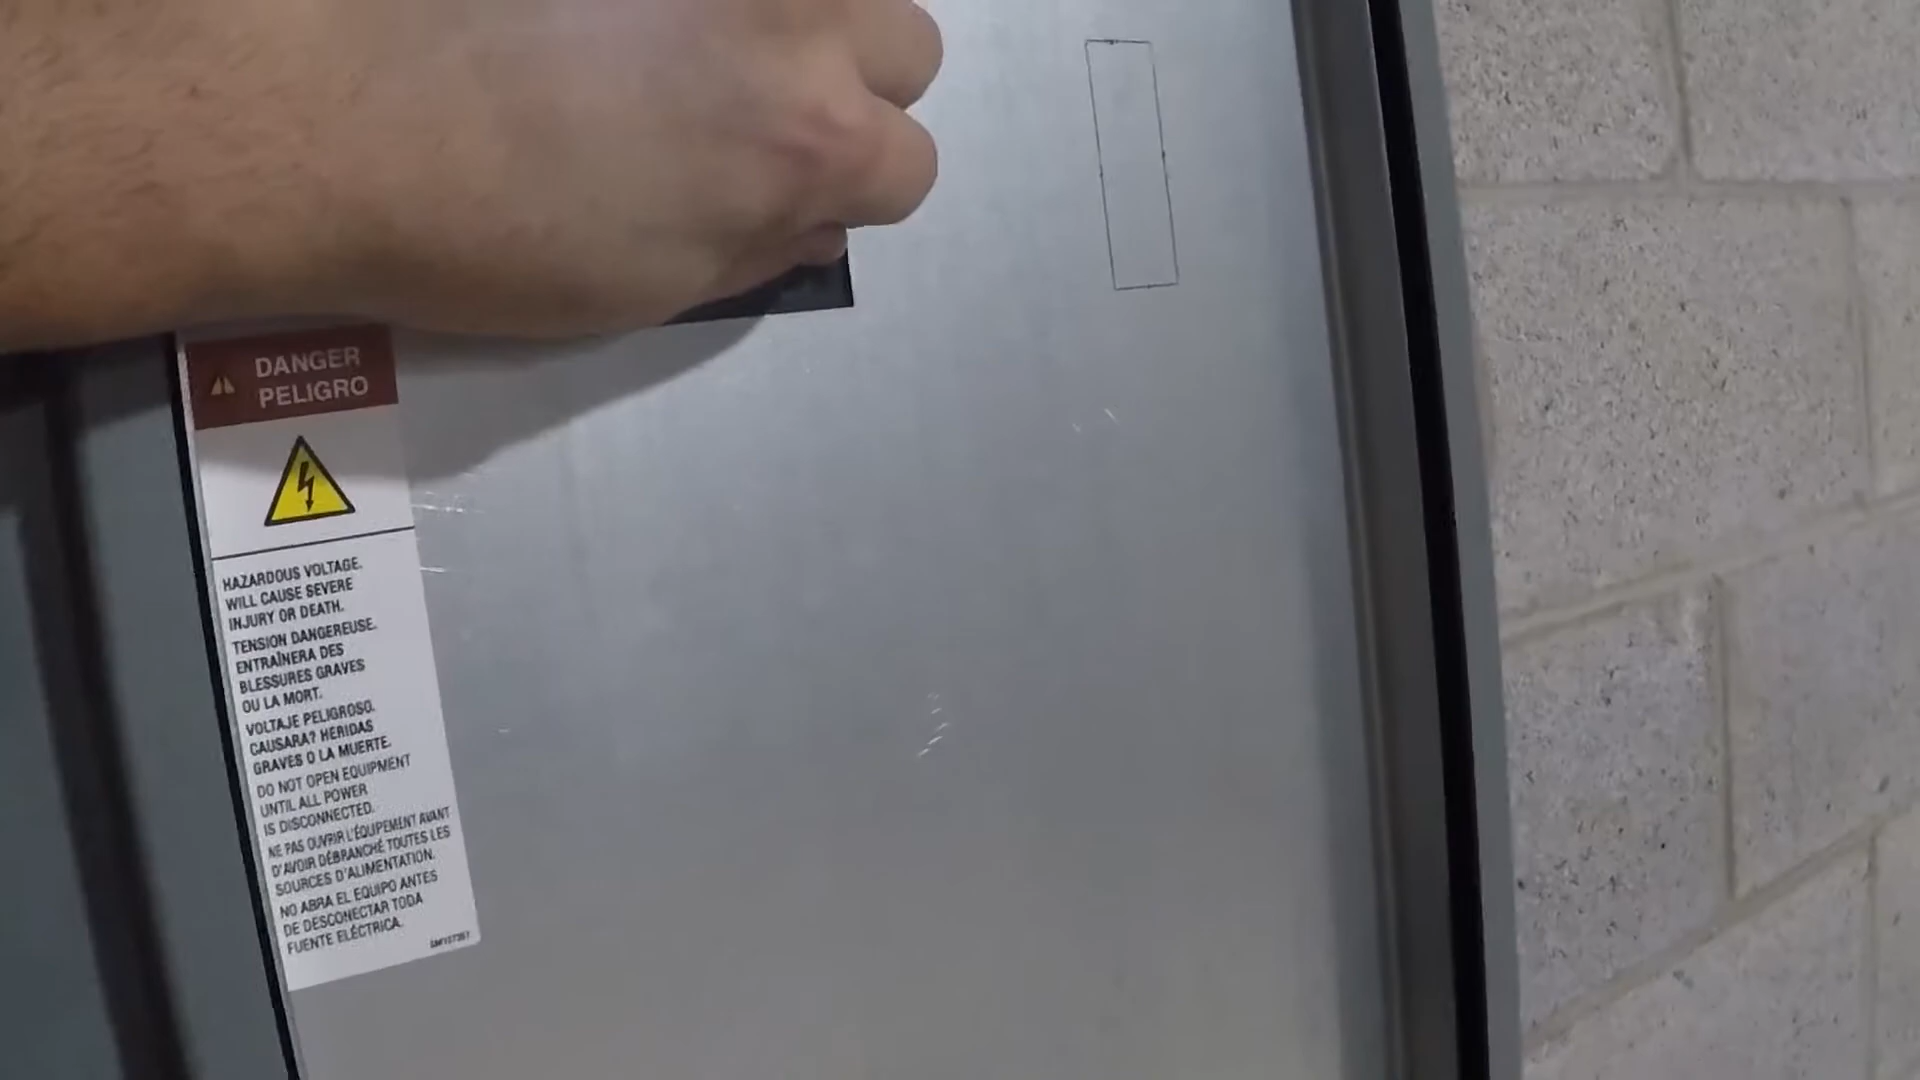 DANGER
PELIGRO
HAZARDOUS VOLTAGE.
WILL CAUSE SEVERE
INJURY OR DEATH.
TENSION DANGEREUSE.
ENTRAÎNERA DES
BLESSURES GRAVES
OU LA MORT.
VOLTAJE PELIGROSO.
CAUSARA? HERIDAS
GRAVES O LA MUERTE.
DO NOT OPEN EQUIPMENT
UNTIL ALL POWER
IS DISCONNECTED.
NE PAS OUVRIR L'ÉQUIPEMENT AVANT
D'AVOIR DÉBRANCHÉ TOUTES LES
SOURCES D'ALIMENTATION.
NO ABRA EL EQUIPO ANTES
DE DESCONECTAR TODA
FUENTE ELÉCTRICA.